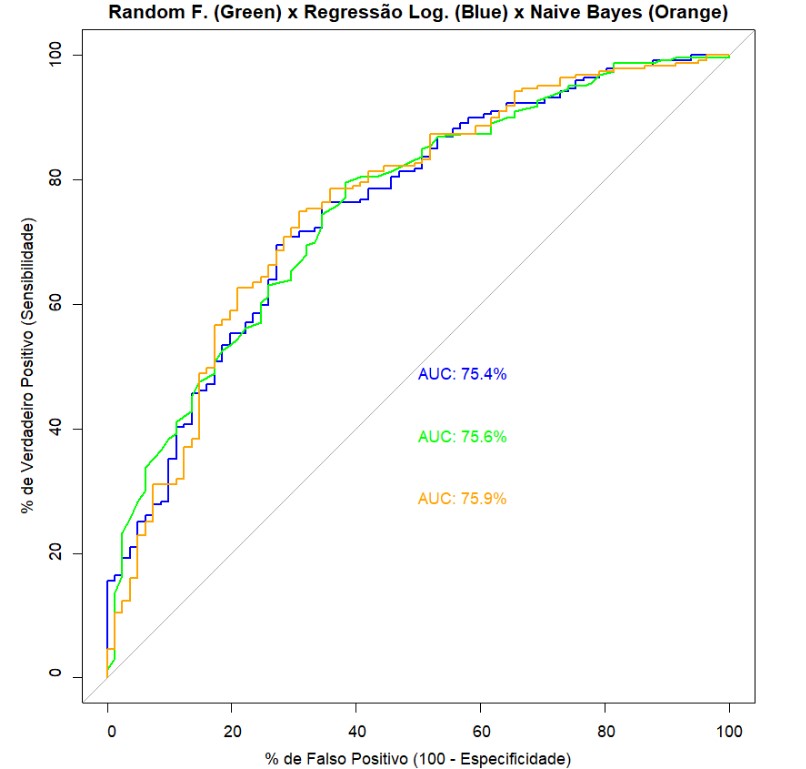 Random F. (Green) x Regressão Log. (Blue) x Naive Bayes (Orange)
% de Verdadeiro Positivo (Sensibilidade)
100
80
60
40
20
0
AUC: 75.4%
AUC: 75.6%
AUC: 75.9%
0 20 40 60 80 100
% de Falso Positivo (100 - Especificidade)